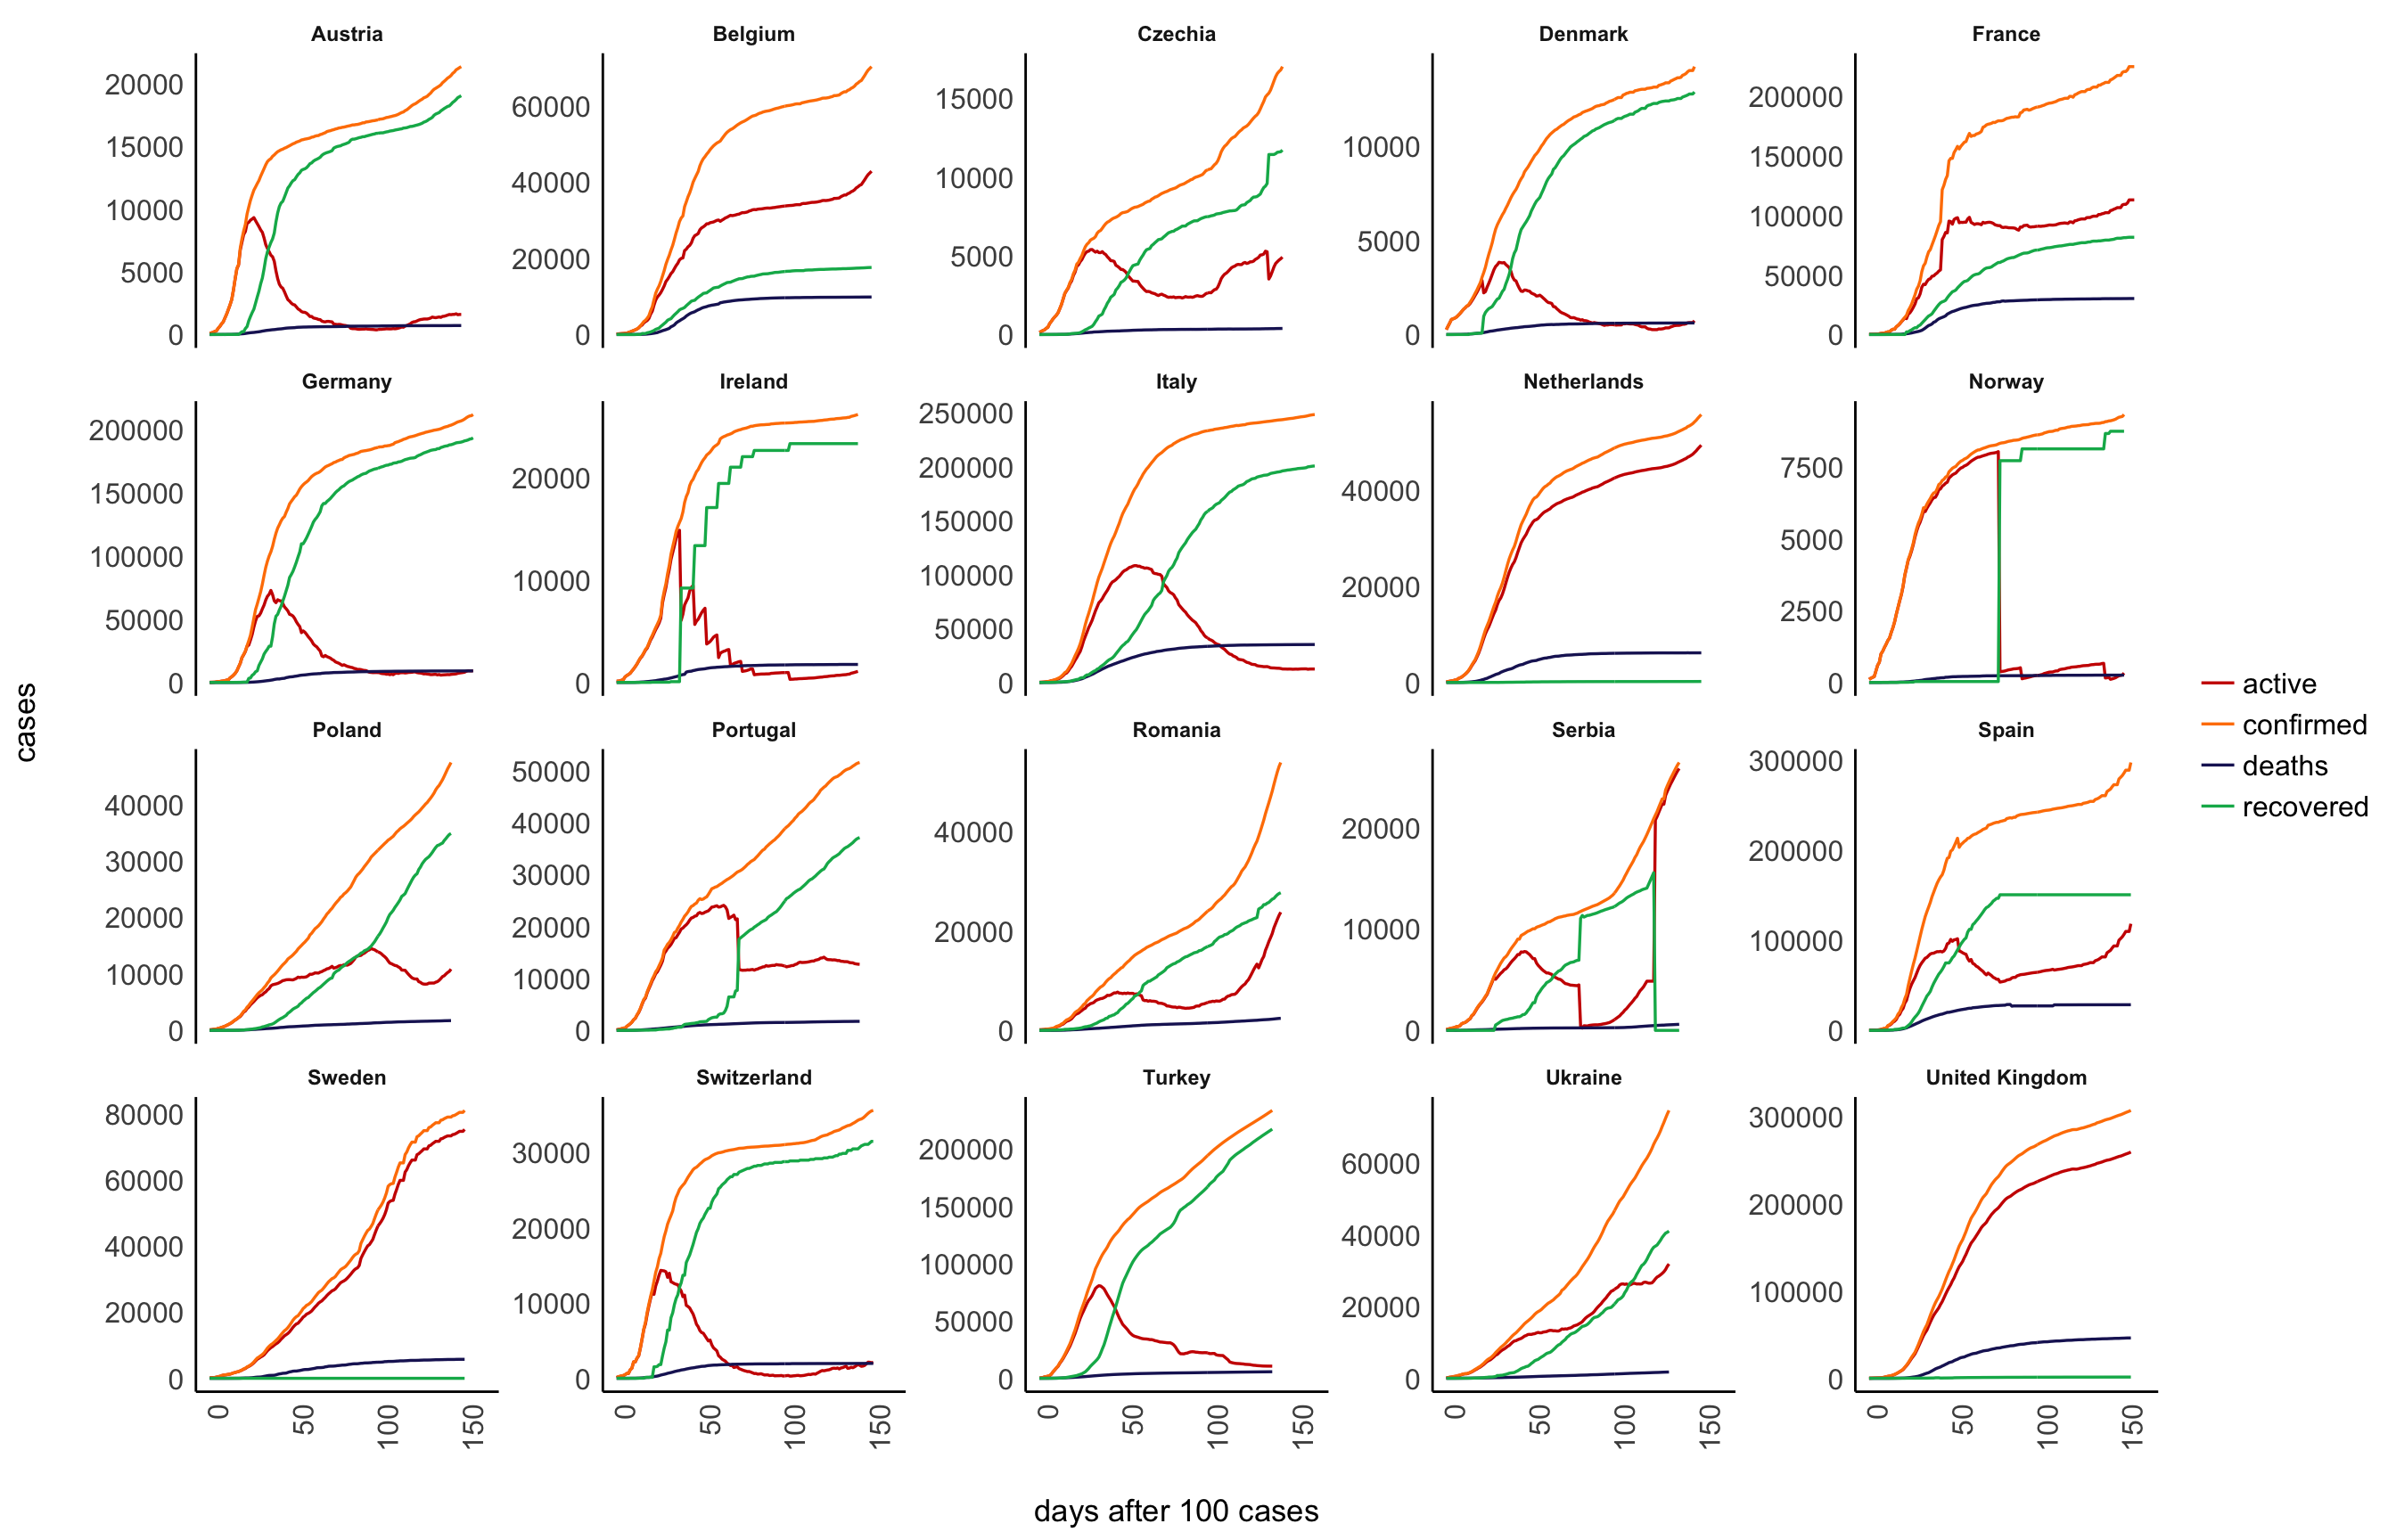 Austria
Belgium
Czechia
Denmark
France
20000
15000
10000
5000
0
60000
40000
20000
0
15000
10000
5000
0
10000
5000
0
200000
150000
100000
50000
0
Germany
Ireland
Italy
Netherlands
Norway
200000
150000
100000
50000
0
20000
10000
0
250000
200000
150000
100000
50000
0
40000
20000
0
7500
5000
2500
0
Poland
Portugal
Romania
Serbia
Spain
40000
30000
20000
10000
0
50000
40000
30000
20000
10000
0
40000
20000
0
20000
10000
0
300000
200000
100000
0
Sweden
Switzerland
Turkey
Ukraine
United Kingdom
80000
60000
40000
20000
0
30000
20000
10000
0
200000
150000
100000
50000
0
60000
40000
20000
0
300000
200000
100000
0
0 50 100 150
0 50 100 150
0 50 100 150
0 50 100 150
0 50 100 150
days after 100 cases
cases
active
confirmed
deaths
recovered